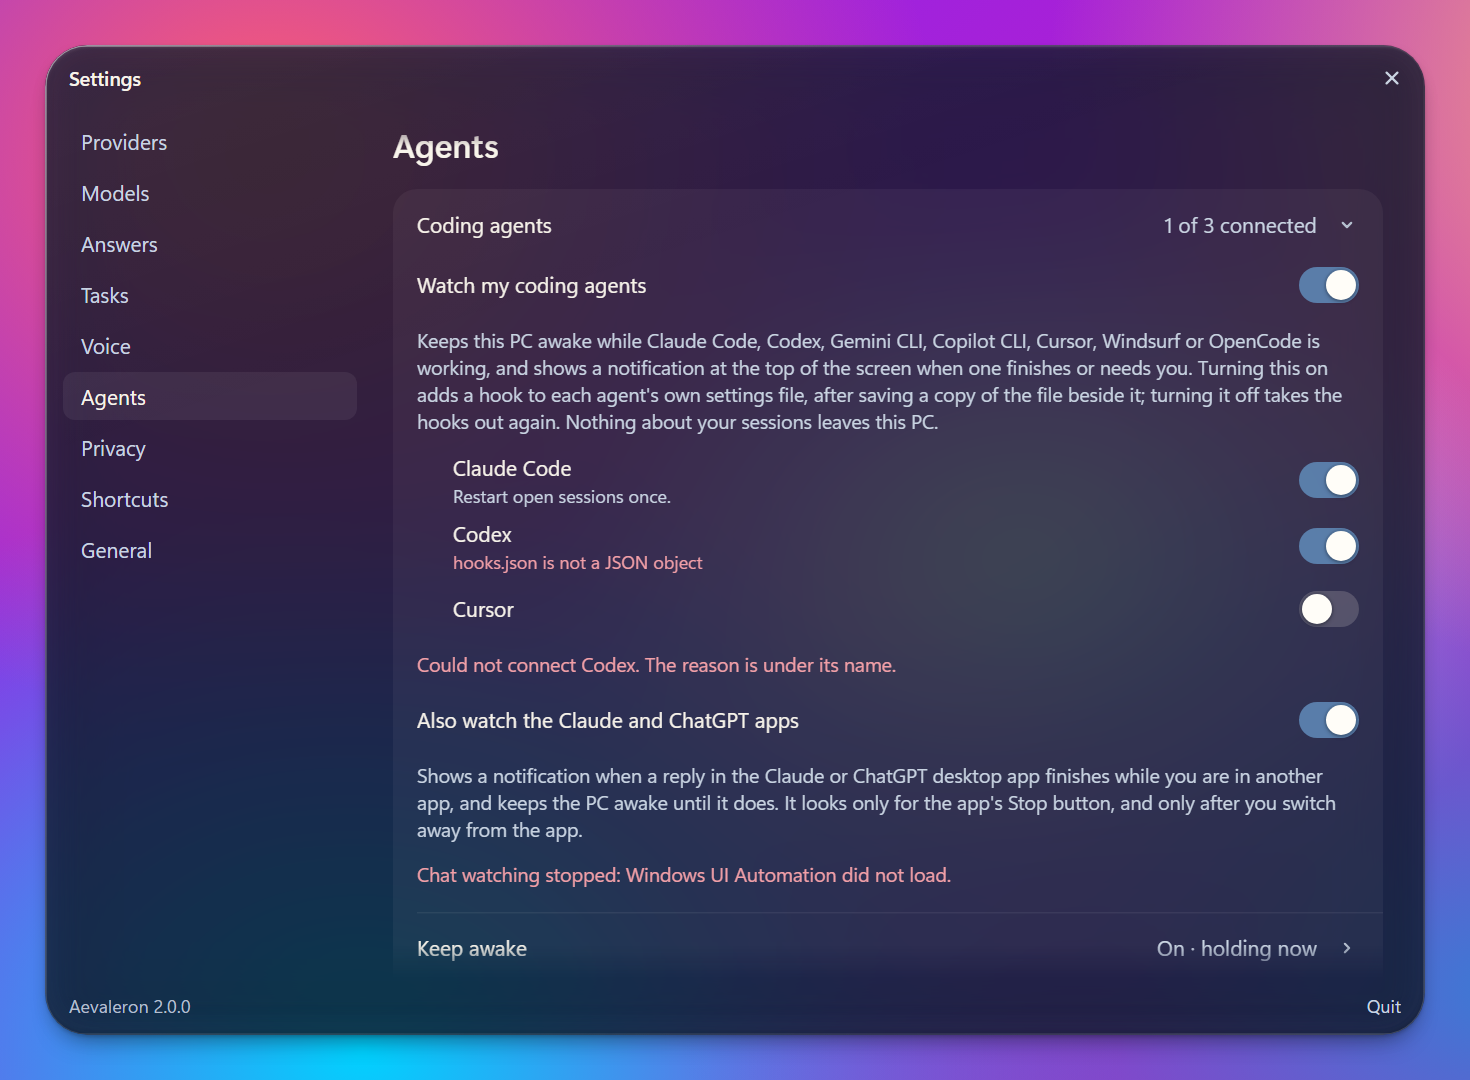 Settings
Providers
Models
Answers
Tasks
Voice
Agents
Privacy
Shortcuts
General
Agents
Coding agents
1 of 3 connected
Watch my coding agents
Keeps this PC awake while Claude Code, Codex, Gemini CLI, Copilot CLI, Cursor, Windsurf or OpenCode is
working, and shows a notification at the top of the screen when one finishes or needs you. Turning this on
adds a hook to each agent's own settings file, after saving a copy of the file beside it; turning it off takes the
hooks out again. Nothing about your sessions leaves this PC.
Claude Code
Restart open sessions once.
Codex
hooks.json is not a JSON object
Cursor
Could not connect Codex. The reason is under its name.
Also watch the Claude and ChatGPT apps
Shows a notification when a reply in the Claude or ChatGPT desktop app finishes while you are in another
app, and keeps the PC awake until it does. It looks only for the app's Stop button, and only after you switch
away from the app.
Chat watching stopped: Windows UI Automation did not load.
Keep awake
On · holding now
Aevaleron 2.0.0
Quit